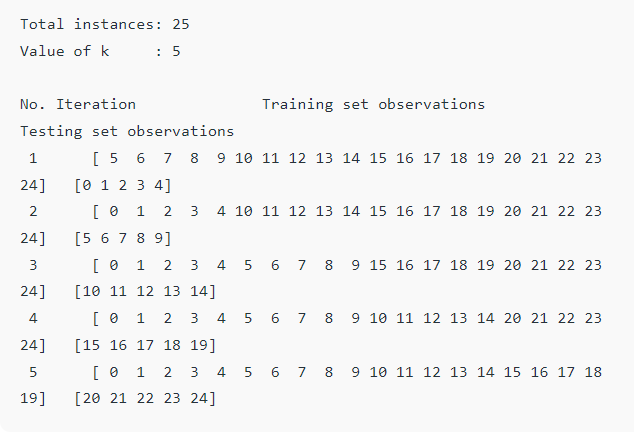 Total instances: 25
Value of k     : 5

No. Iteration              Training set observations
Testing set observations
 1      [ 5  6  7  8  9 10 11 12 13 14 15 16 17 18 19 20 21 22 23
24]   [0 1 2 3 4]
 2      [ 0  1  2  3  4 10 11 12 13 14 15 16 17 18 19 20 21 22 23
24]   [5 6 7 8 9]
 3      [ 0  1  2  3  4  5  6  7  8  9 15 16 17 18 19 20 21 22 23
24]   [10 11 12 13 14]
 4      [ 0  1  2  3  4  5  6  7  8  9 10 11 12 13 14 20 21 22 23
24]   [15 16 17 18 19]
 5      [ 0  1  2  3  4  5  6  7  8  9 10 11 12 13 14 15 16 17 18
19]   [20 21 22 23 24]